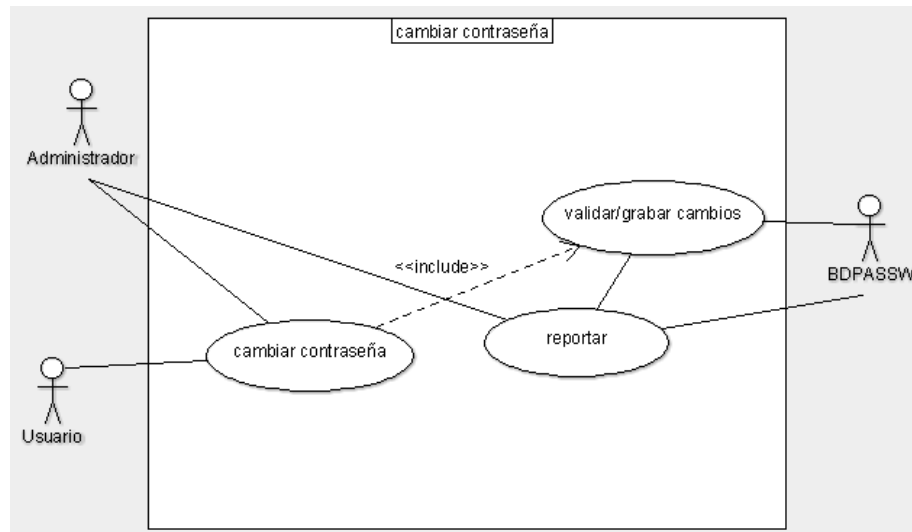 cambiar contraseña
Administrador
validar/grabar cambios
BDPASSW
<<include>>
cambiar contraseña
reportar
Usuario